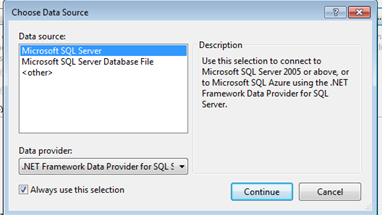 Choose Data Source
Data source:
Microsoft SQL Server
Microsoft SQL Server Database File
<other>
Description
Use this selection to connect to
Microsoft SQL Server 2005 or above, or
to Microsoft SQL Azure using the .NET
Framework Data Provider for SQL
Server.
Data provider:
.NET Framework Data Provider for SQL S
Always use this selection
Continue
Cancel